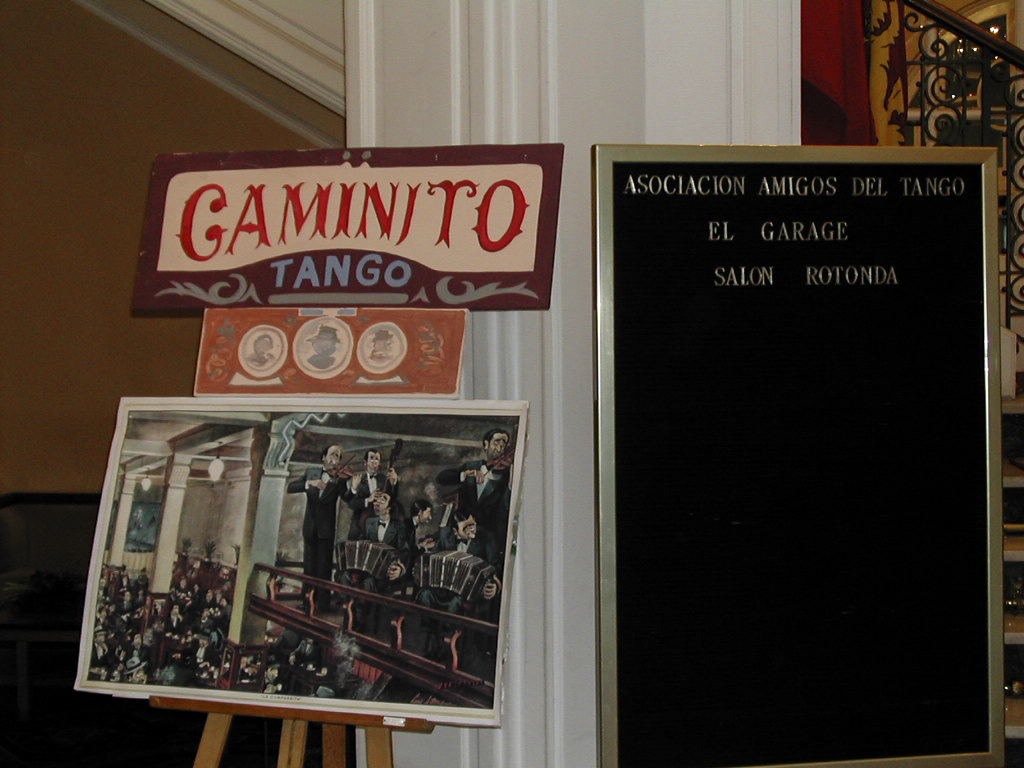 CAMINITO
TANGO
ASOCIACION AMIGOS DEL TANGO
EL GARAGE
SALON ROTONDA